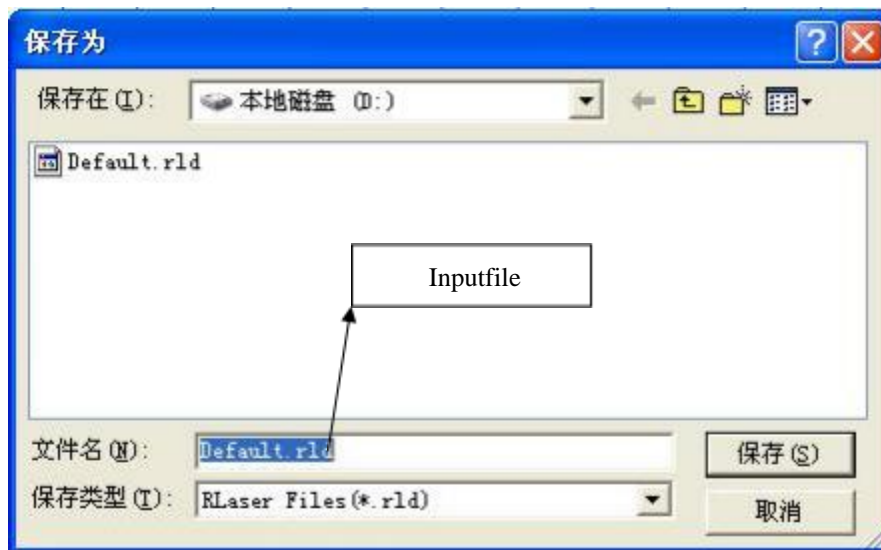 保存为
保存在(I): 本地磁盘 (D:)
Default.rld
Inputfile
文件名(N): Default.rld 保存(S)
保存类型(T): RLaser Files(*.rld) 取消